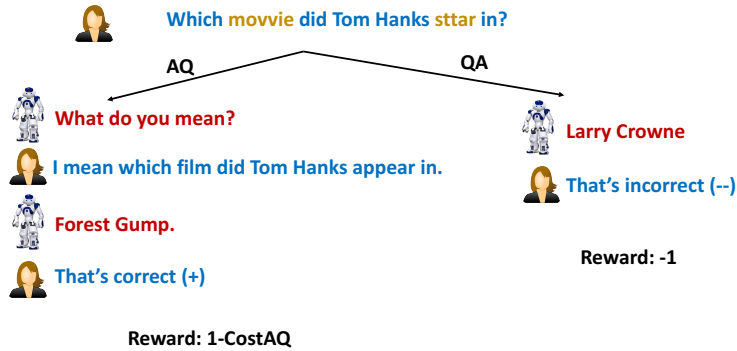 Which movvie did Tom Hanks sttar in?
AQ
QA
What do you mean?
I mean which film did Tom Hanks appear in.
Forest Gump.
That's correct (+)
Reward: 1-CostAQ
Larry Crowne
That's incorrect (--)
Reward: -1